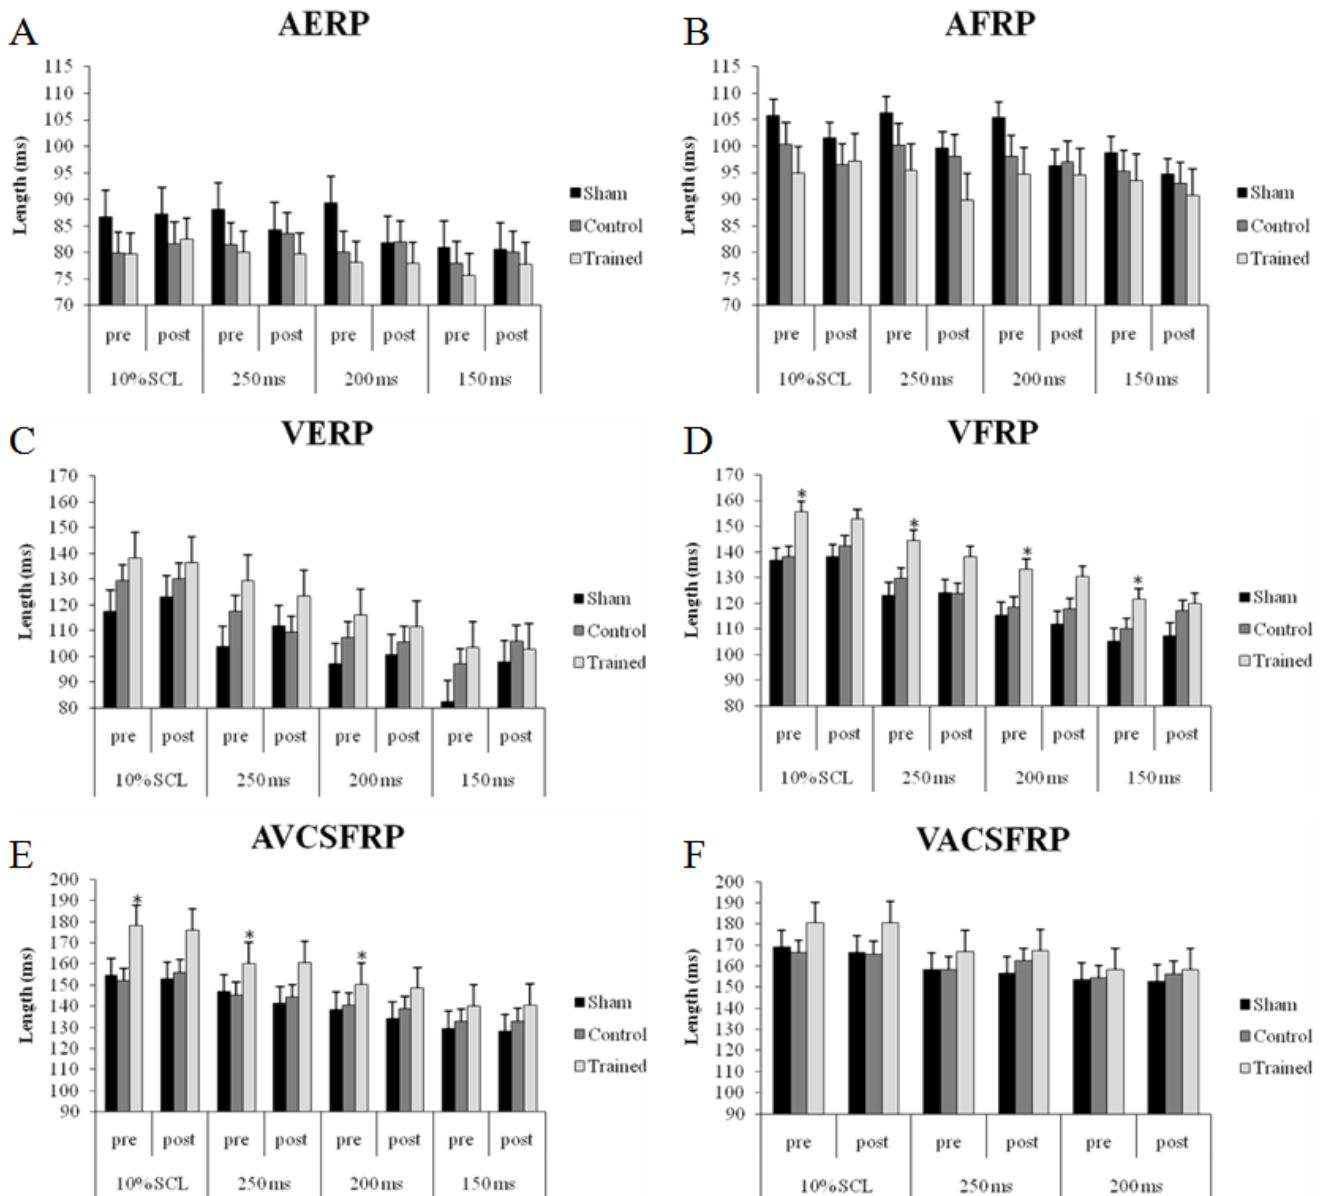 A
AERP
Length (ms)
115
110
105
100
95
90
85
80
75
70
pre post pre post pre post pre post
10%SCL 250ms 200ms 150ms
Sham
Control
Trained
B
AFRP
Length (ms)
115
110
105
100
95
90
85
80
75
70
pre post pre post pre post pre post
10%SCL 250ms 200ms 150ms
Sham
Control
Trained
C
VERP
Length (ms)
170
160
150
140
130
120
110
100
90
80
pre post pre post pre post pre post
10%SCL 250ms 200ms 150ms
Sham
Control
Trained
D
VFRP
Length (ms)
170
160
150
140
130
120
110
100
90
80
* * * *
pre post pre post pre post pre post
10%SCL 250ms 200ms 150ms
Sham
Control
Trained
E
AVCSFRP
Length (ms)
200
190
180
170
160
150
140
130
120
110
100
90
* * *
pre post pre post pre post pre post
10%SCL 250ms 200ms 150ms
Sham
Control
Trained
F
VACSFRP
Length (ms)
200
190
180
170
160
150
140
130
120
110
100
90
pre post pre post pre post
10%SCL 250ms 200ms
Sham
Control
Trained